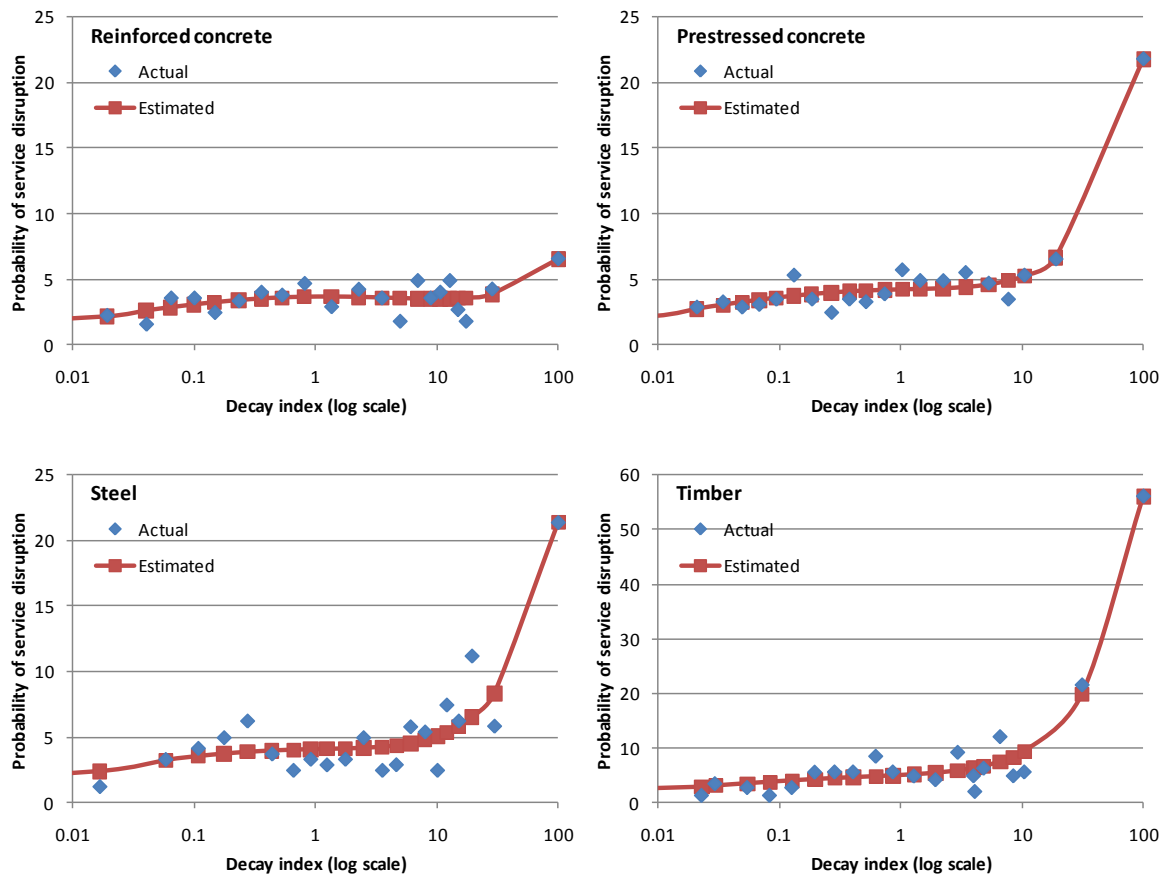 Reinforced concrete
Actual
Estimated
Probability of service disruption
25
20
15
10
5
0
0.01 0.1 1 10 100
Decay index (log scale)
Prestressed concrete
Actual
Estimated
Probability of service disruption
25
20
15
10
5
0
0.01 0.1 1 10 100
Decay index (log scale)
Steel
Actual
Estimated
Probability of service disruption
25
20
15
10
5
0
0.01 0.1 1 10 100
Decay index (log scale)
Timber
Actual
Estimated
Probability of service disruption
60
50
40
30
20
10
0
0.01 0.1 1 10 100
Decay index (log scale)